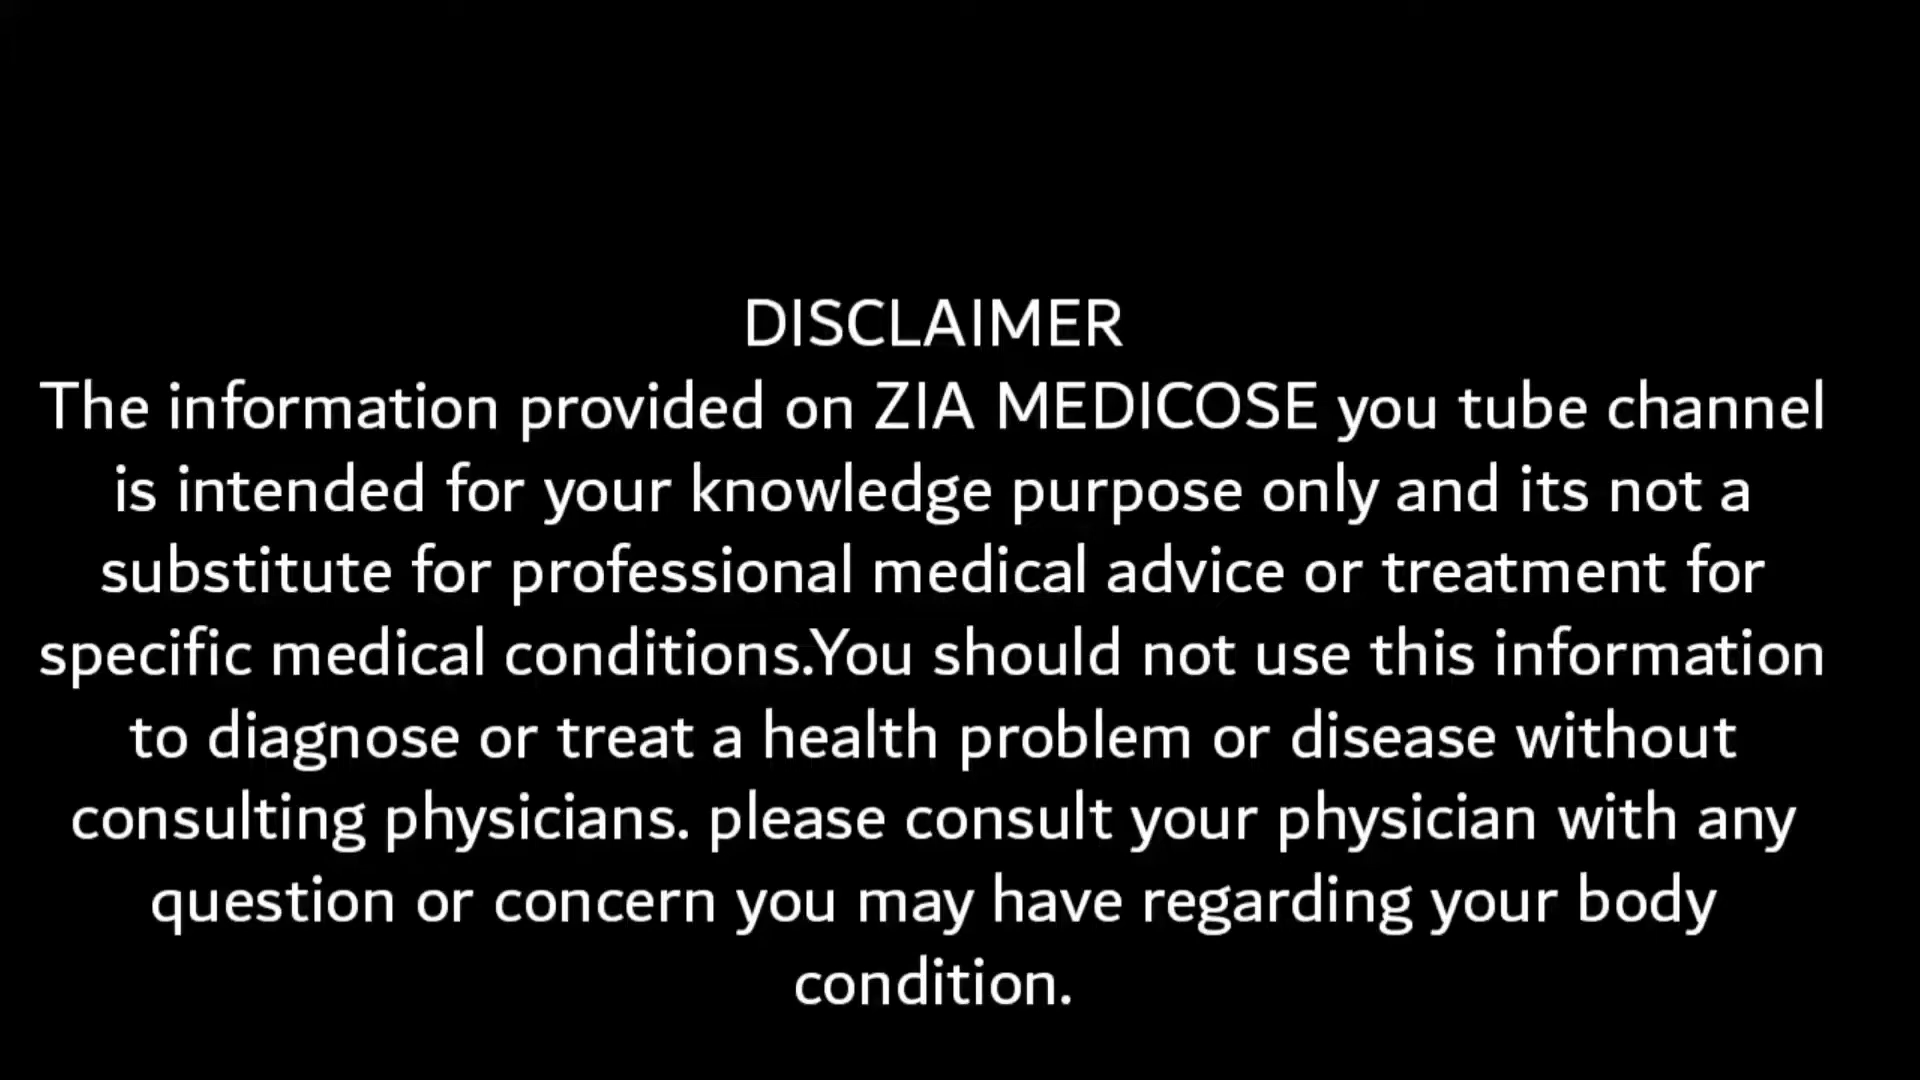 DISCLAIMER
The information provided on ZIA MEDICOSE you tube channel
is intended for your knowledge purpose only and its not a
substitute for professional medical advice or treatment for
specific medical conditions.You should not use this information
to diagnose or treat a health problem or disease without
consulting physicians. please consult your physician with any
question or concern you may have regarding your body
condition.